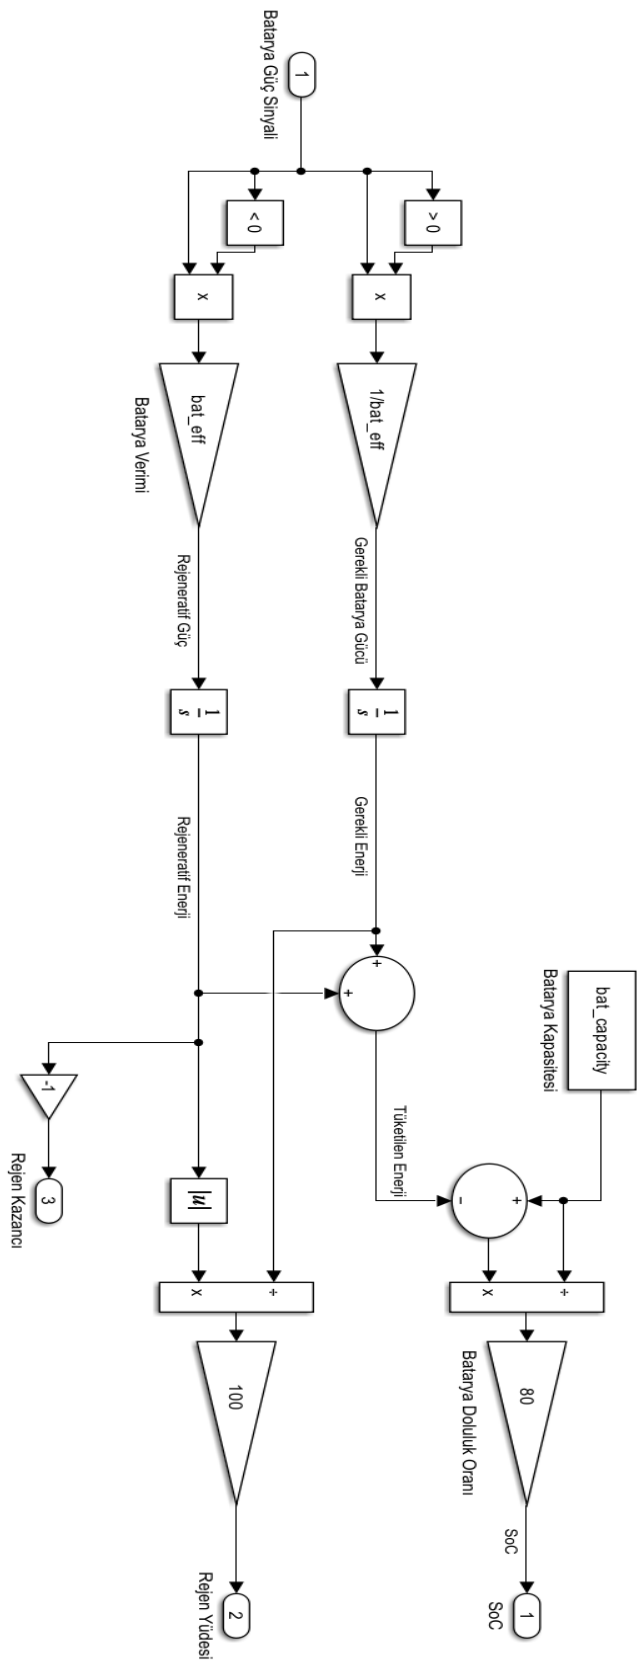 1
Batarya Güç Sinyali
> 0
< 0
x
x
1/bat_eff
bat_eff
Batarya Verimi
Gerekli Batarya Gücü
Rejeneratif Güç
1
s
1
s
Gerekli Enerji
Rejeneratif Enerji
+
+
bat_capacity
Batarya Kapasitesi
Tüketilen Enerji
+
−
-1
3
Rejen Kazancı
|u|
÷
x
÷
x
80
Batarya Doluluk Oranı
100
SoC
1
SoC
2
Rejen Yüdesi